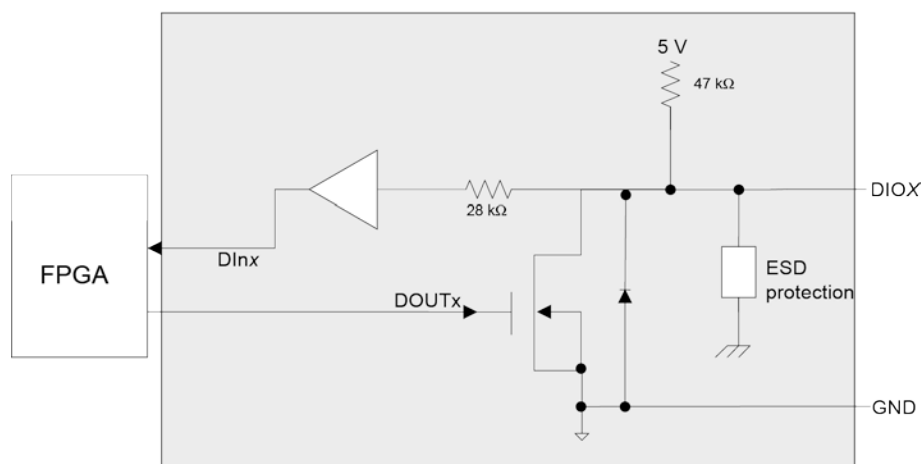 5 V
47 kΩ
28 kΩ
DIOX
DInx
FPGA
ESD
protection
DOUTx
GND